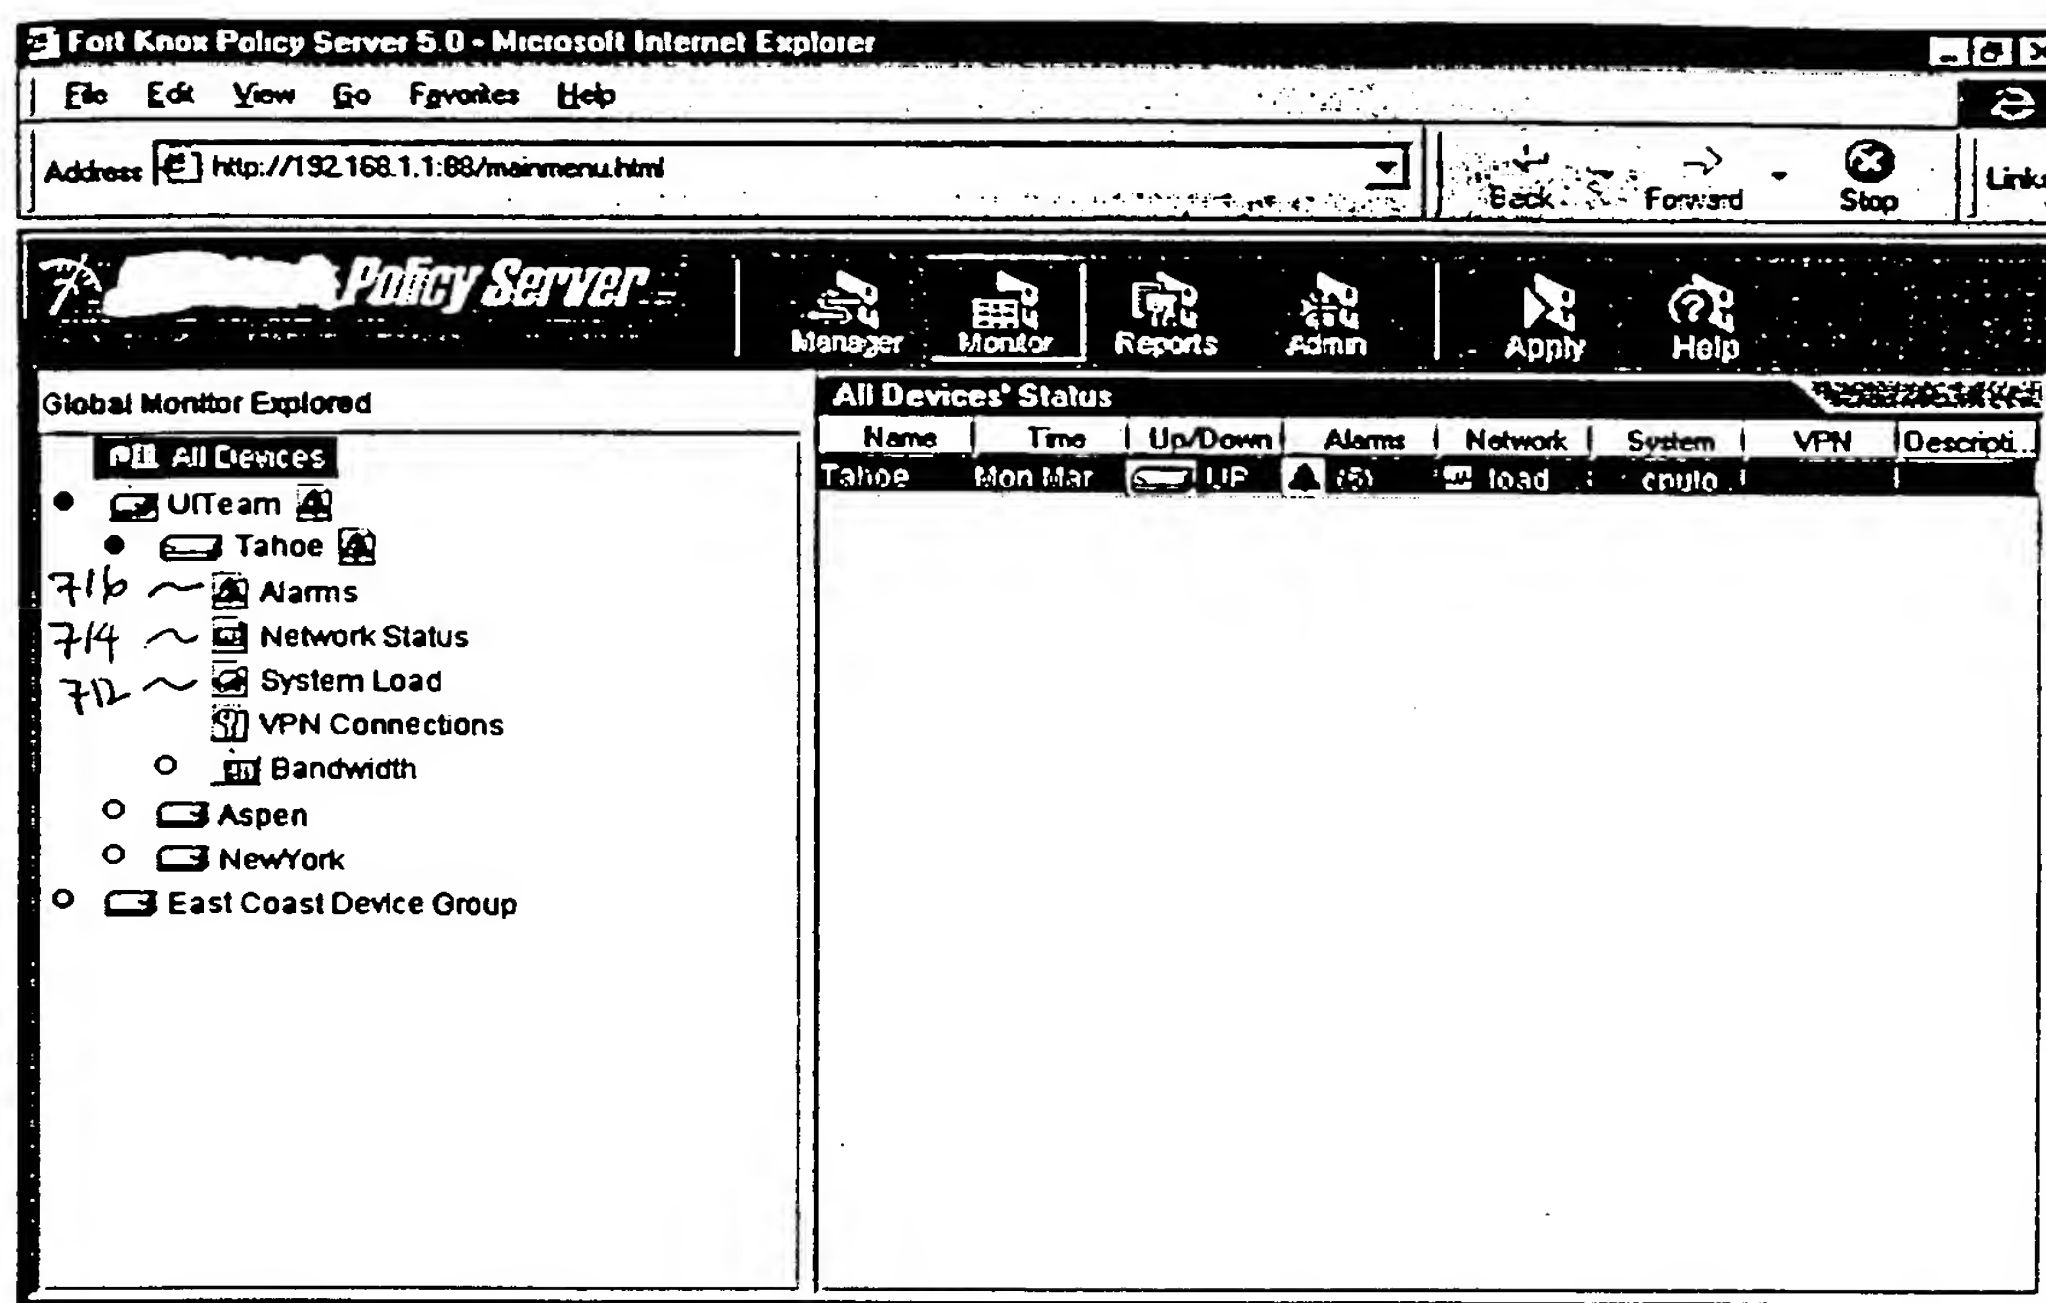 Fort Knox Policy Server 5.0 - Microsoft Internet Explorer
File Edit View Go Favorites Help
Address http://192.168.1.1:88/mainmenu.html Back Forward Stop Links
Policy Server
Manager Monitor Reports Admin Apply Help
Global Monitor Explored
All Devices
UITeam
Tahoe
716 Alarms
714 Network Status
712 System Load
VPN Connections
Bandwidth
Aspen
NewYork
East Coast Device Group
All Devices' Status
Name Time Up/Down Alarms Network System VPN Descripti...
Tahoe Mon Mar UP load